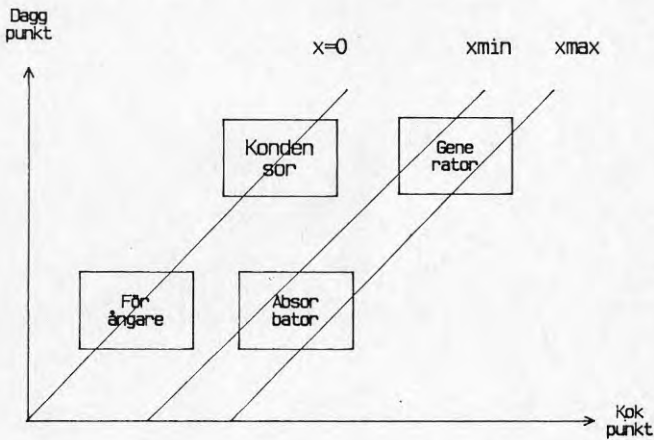 Dagg
punkt
x=0
xmin
xmax
Konden
sor
Gene
rator
För
ångare
Absor
bator
Kok
punkt